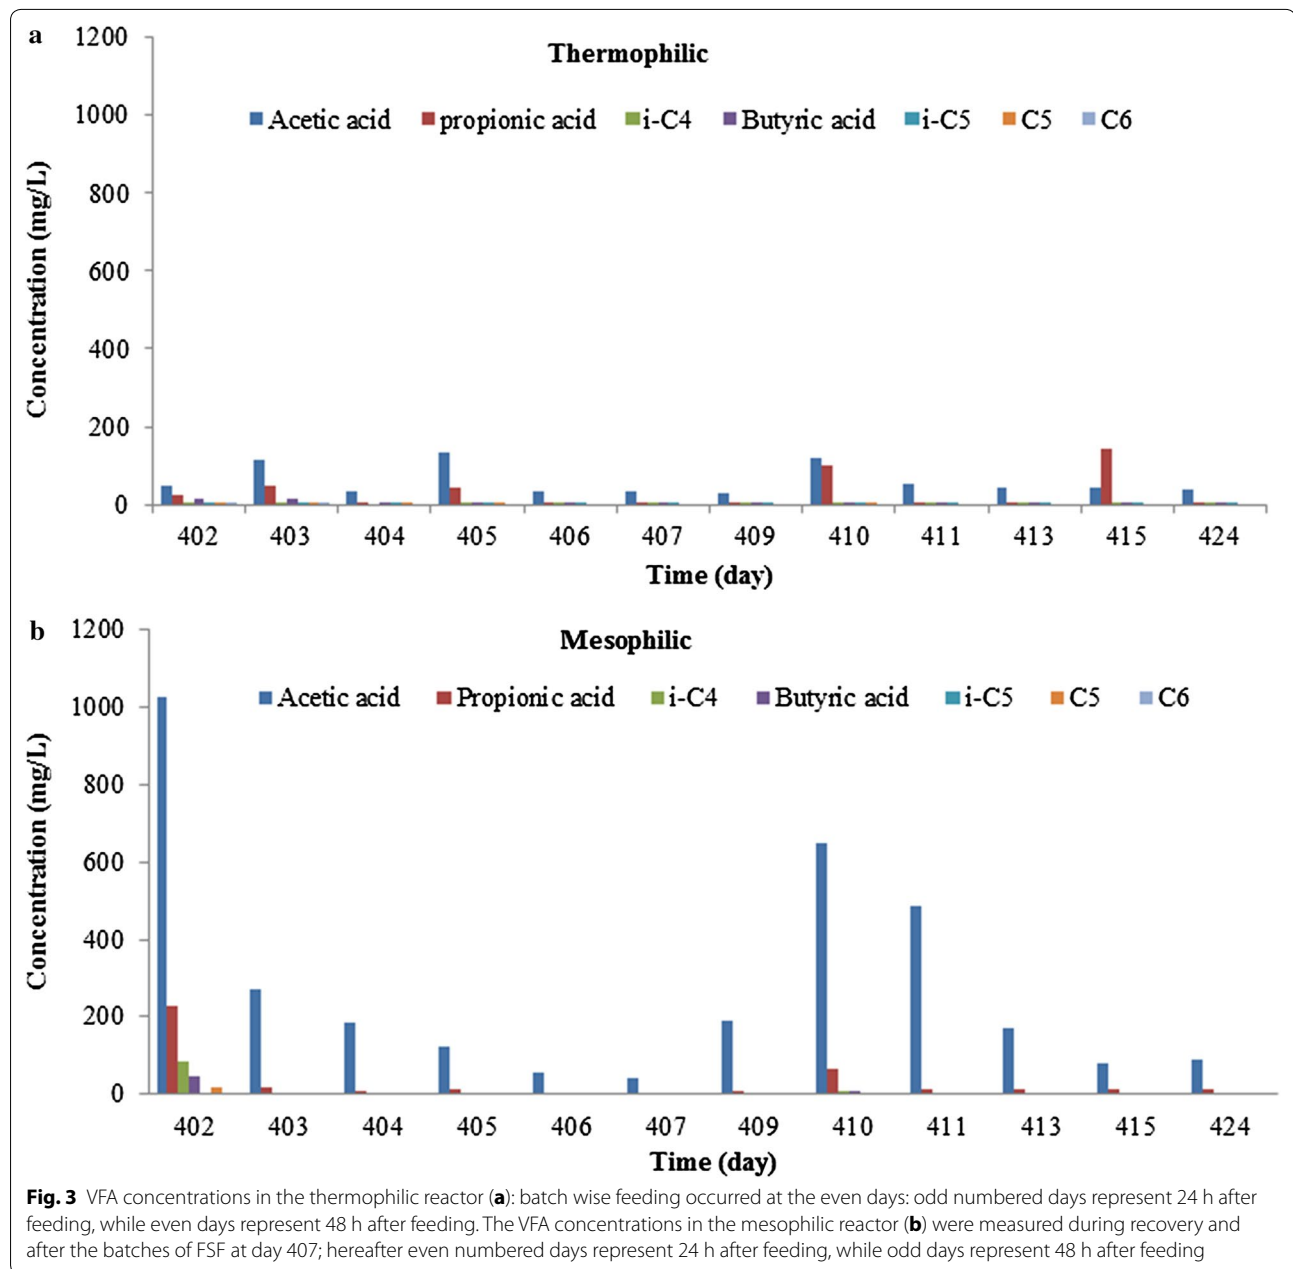 a
1200
Thermophilic
1000
Acetic acid propionic acid i-C4 Butyric acid i-C5 C5 C6
800
600
400
200
0
Concentration (mg/L)
402 403 404 405 406 407 409 410 411 413 415 424
Time (day)
b
1200
Mesophilic
Acetic acid Propionic acid i-C4 Butyric acid i-C5 C5 C6
1000
800
600
400
200
0
Concentration (mg/L)
402 403 404 405 406 407 409 410 411 413 415 424
Time (day)
Fig. 3 VFA concentrations in the thermophilic reactor (a): batch wise feeding occurred at the even days: odd numbered days represent 24 h after
feeding, while even days represent 48 h after feeding. The VFA concentrations in the mesophilic reactor (b) were measured during recovery and
after the batches of FSF at day 407; hereafter even numbered days represent 24 h after feeding, while odd days represent 48 h after feeding